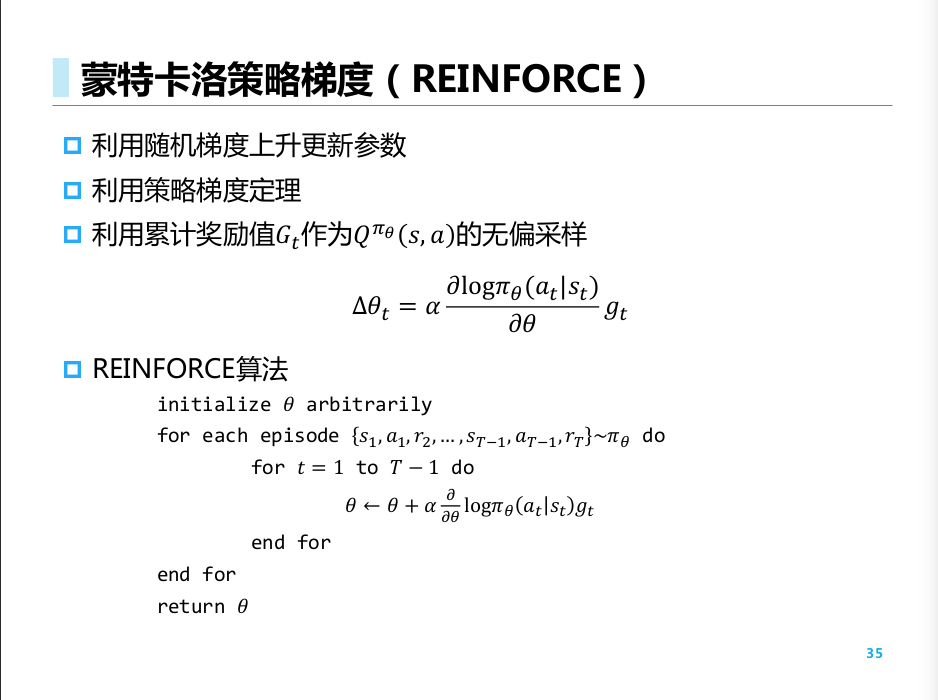 蒙特卡洛策略梯度（REINFORCE）
利用随机梯度上升更新参数
利用策略梯度定理
利用累计奖励值$G_t$作为$Q^{\pi_\theta}(s, a)$的无偏采样
$\Delta\theta_t = \alpha \frac{\partial \log \pi_\theta(a_t|s_t)}{\partial\theta} g_t$
REINFORCE算法
initialize $\theta$ arbitrarily
for each episode $\{s_1, a_1, r_2, \ldots, s_{T-1}, a_{T-1}, r_T\} \sim \pi_\theta$ do
for $t = 1$ to $T - 1$ do
$\theta \leftarrow \theta + \alpha \frac{\partial}{\partial\theta} \log \pi_\theta(a_t|s_t) g_t$
end for
end for
return $\theta$
35